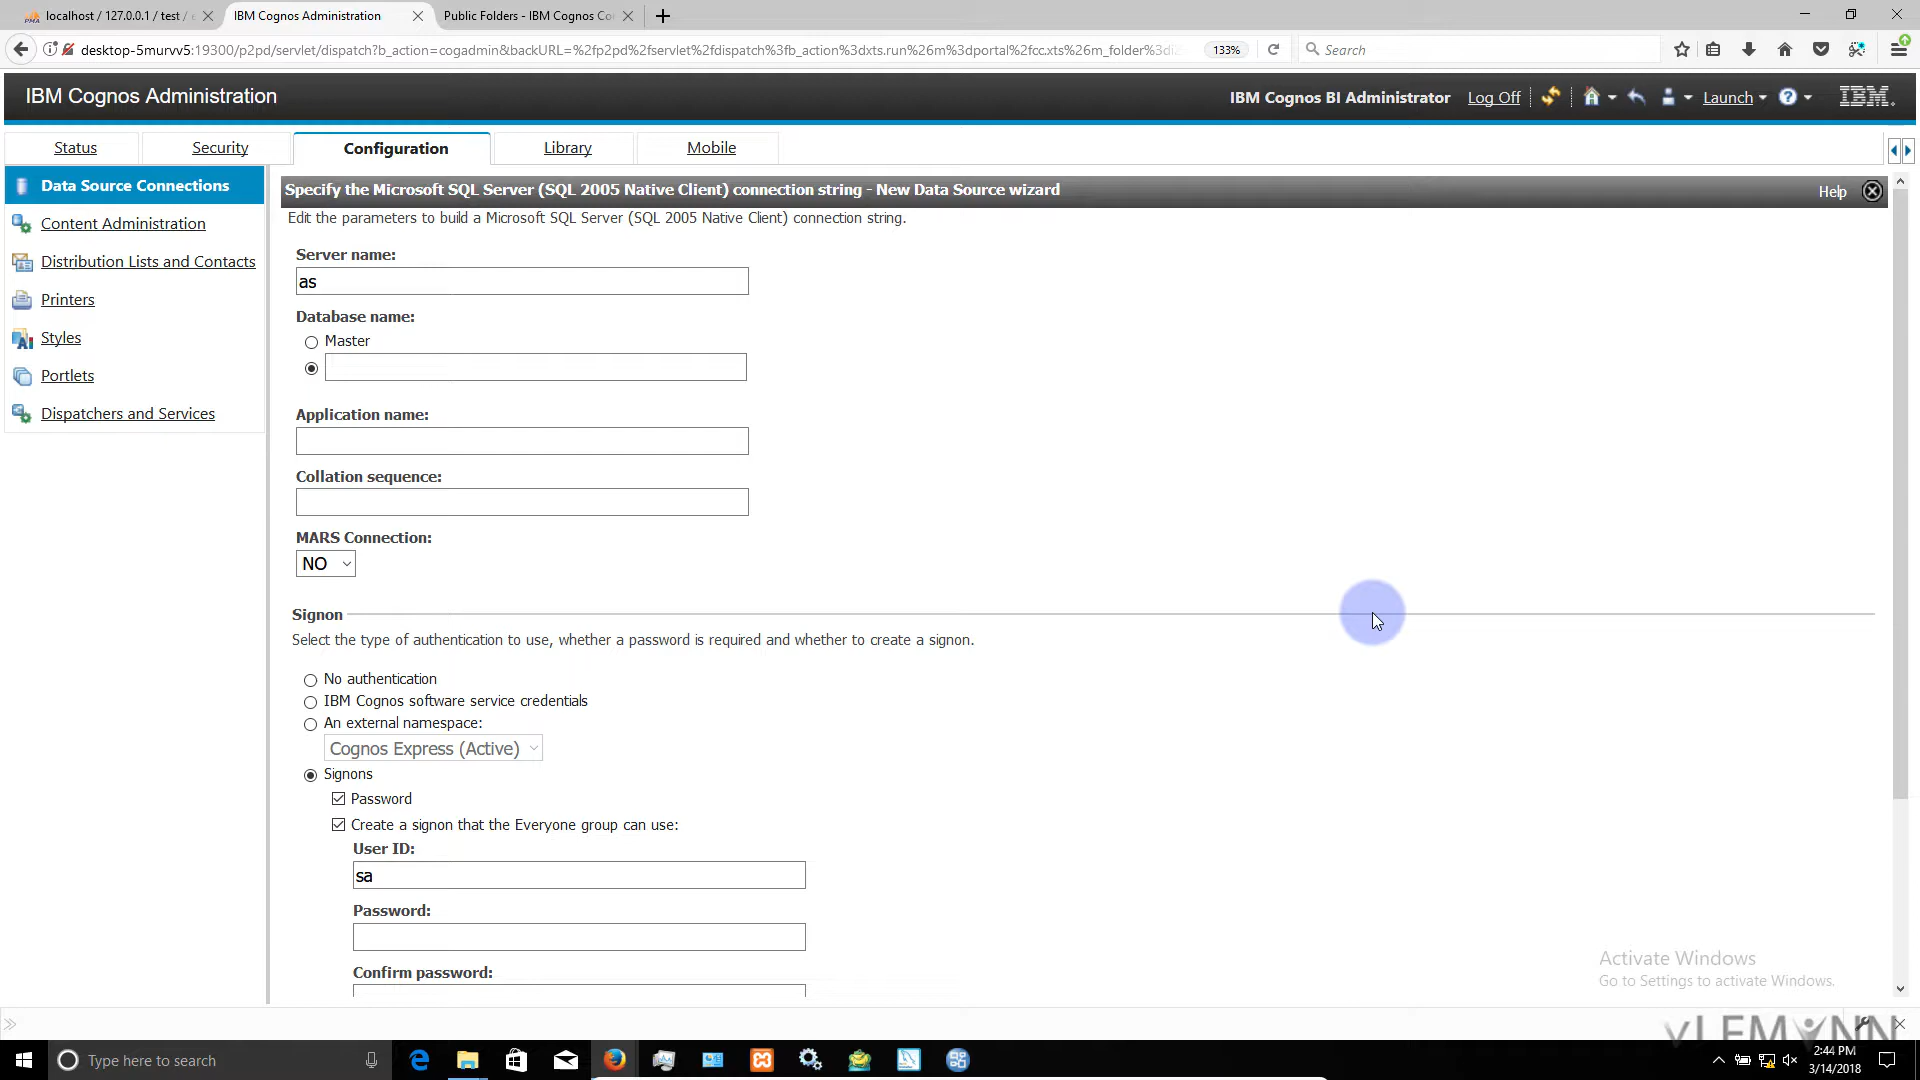 localhost / 127.0.0.1 / test /
IBM Cognos Administration
Public Folders - IBM Cognos Co
desktop-5murvv5:19300/p2pd/servlet/dispatch?b_action=cogadmin&backURL=%2fp2pd%2fservlet%2fdispatch%3fb_action%3dxts.run%26m%3dportal%2fcc.xts%26m_folder%3di
133%
Search
IBM Cognos Administration
IBM Cognos BI Administrator
Log Off
Launch
IBM.
Status
Security
Configuration
Library
Mobile
Data Source Connections
Content Administration
Distribution Lists and Contacts
Printers
Styles
Portlets
Dispatchers and Services
Specify the Microsoft SQL Server (SQL 2005 Native Client) connection string - New Data Source wizard
Help
Edit the parameters to build a Microsoft SQL Server (SQL 2005 Native Client) connection string.
Server name:
as
Database name:
Master
Application name:
Collation sequence:
MARS Connection:
NO
Signon
Select the type of authentication to use, whether a password is required and whether to create a signon.
No authentication
IBM Cognos software service credentials
An external namespace:
Cognos Express (Active)
Signons
Password
Create a signon that the Everyone group can use:
User ID:
sa
Password:
Confirm password:
Activate Windows
Go to Settings to activate Windows.
Type here to search
2:44 PM
3/14/2018